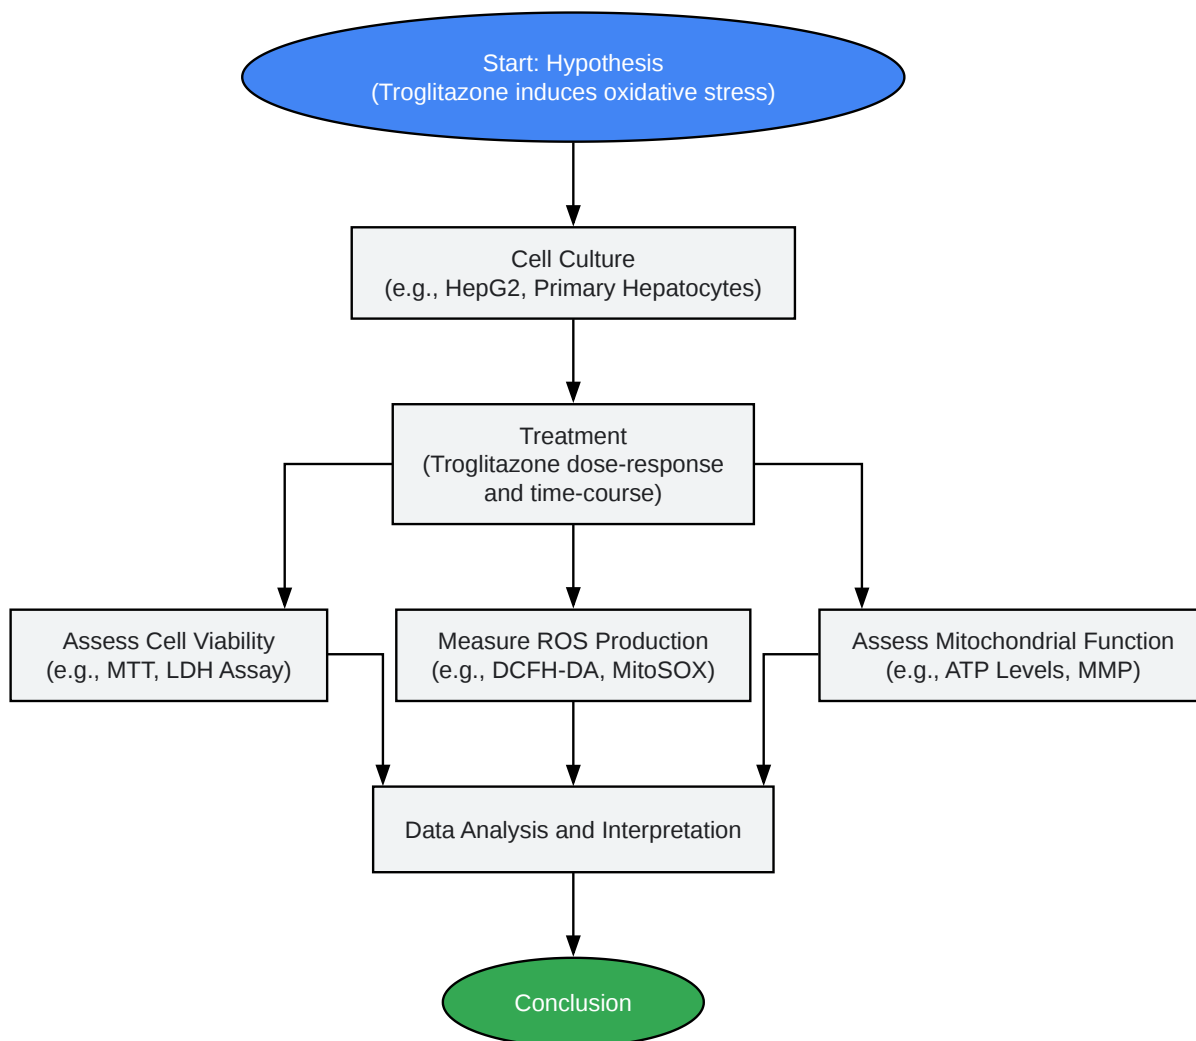 Start: Hypothesis
(Troglitazone induces oxidative stress)
Cell Culture
(e.g., HepG2, Primary Hepatocytes)
Treatment
(Troglitazone dose-response
and time-course)
Assess Cell Viability
(e.g., MTT, LDH Assay)
Measure ROS Production
(e.g., DCFH-DA, MitoSOX)
Assess Mitochondrial Function
(e.g., ATP Levels, MMP)
Data Analysis and Interpretation
Conclusion